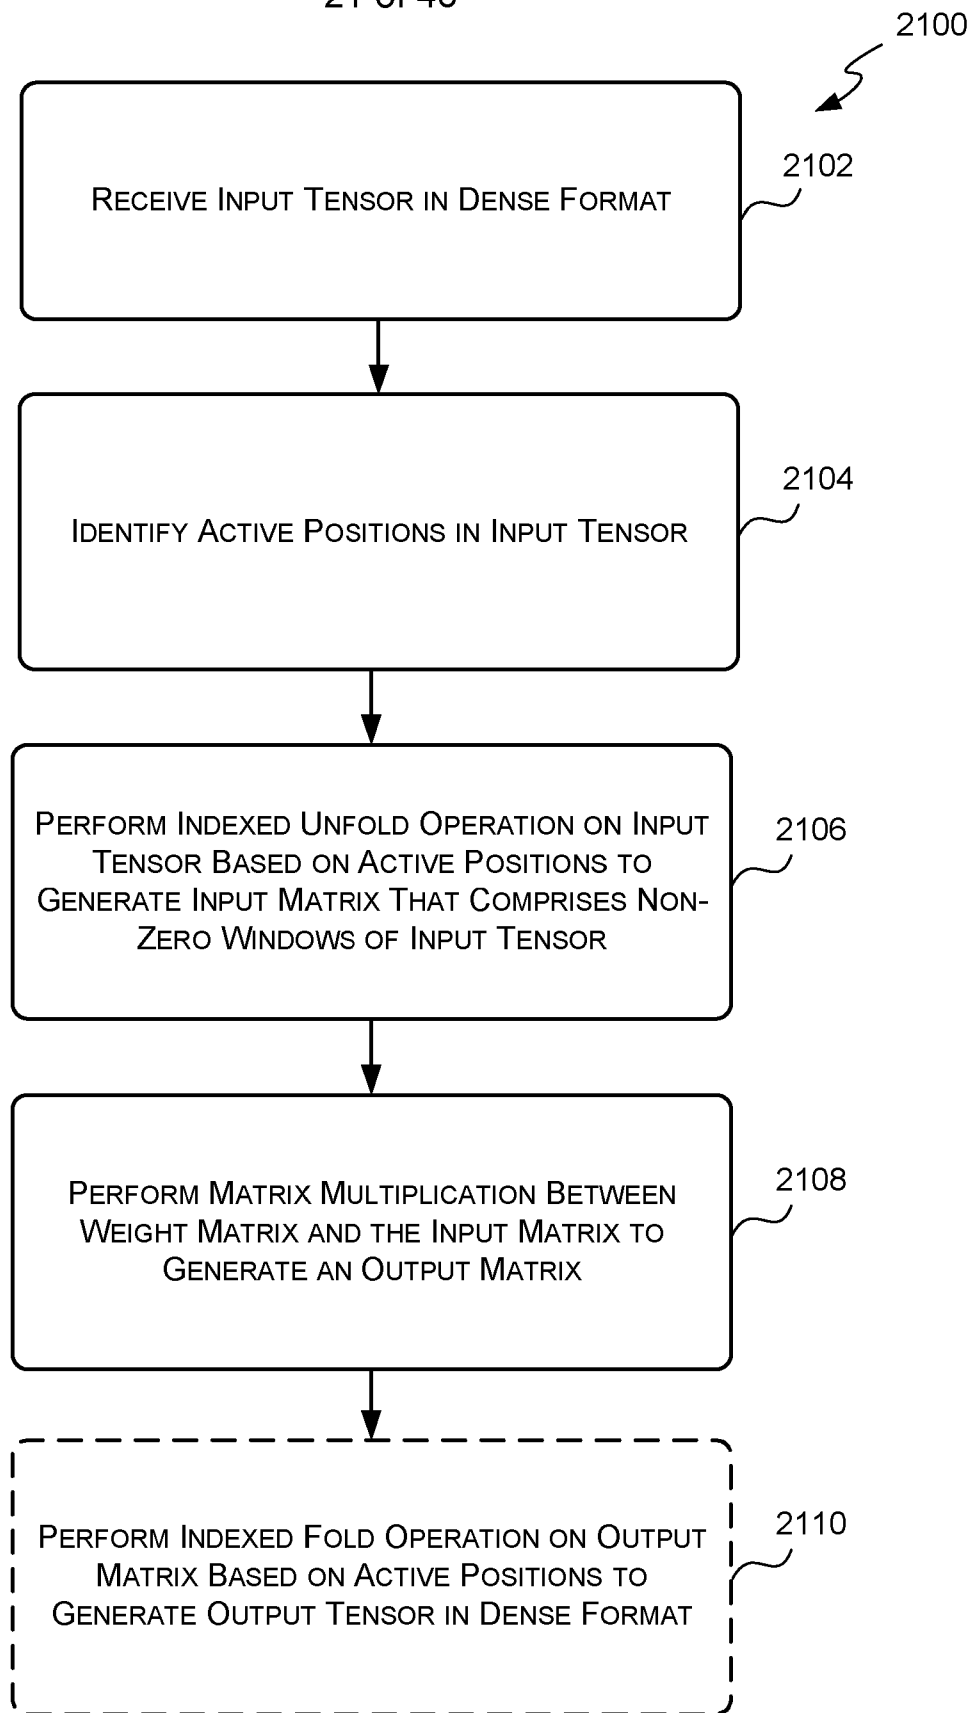 21 of 40
2100
RECEIVE INPUT TENSOR IN DENSE FORMAT
2102
IDENTIFY ACTIVE POSITIONS IN INPUT TENSOR
2104
PERFORM INDEXED UNFOLD OPERATION ON INPUT
TENSOR BASED ON ACTIVE POSITIONS TO
GENERATE INPUT MATRIX THAT COMPRISES NON-
ZERO WINDOWS OF INPUT TENSOR
2106
PERFORM MATRIX MULTIPLICATION BETWEEN
WEIGHT MATRIX AND THE INPUT MATRIX TO
GENERATE AN OUTPUT MATRIX
2108
PERFORM INDEXED FOLD OPERATION ON OUTPUT
MATRIX BASED ON ACTIVE POSITIONS TO
GENERATE OUTPUT TENSOR IN DENSE FORMAT
2110